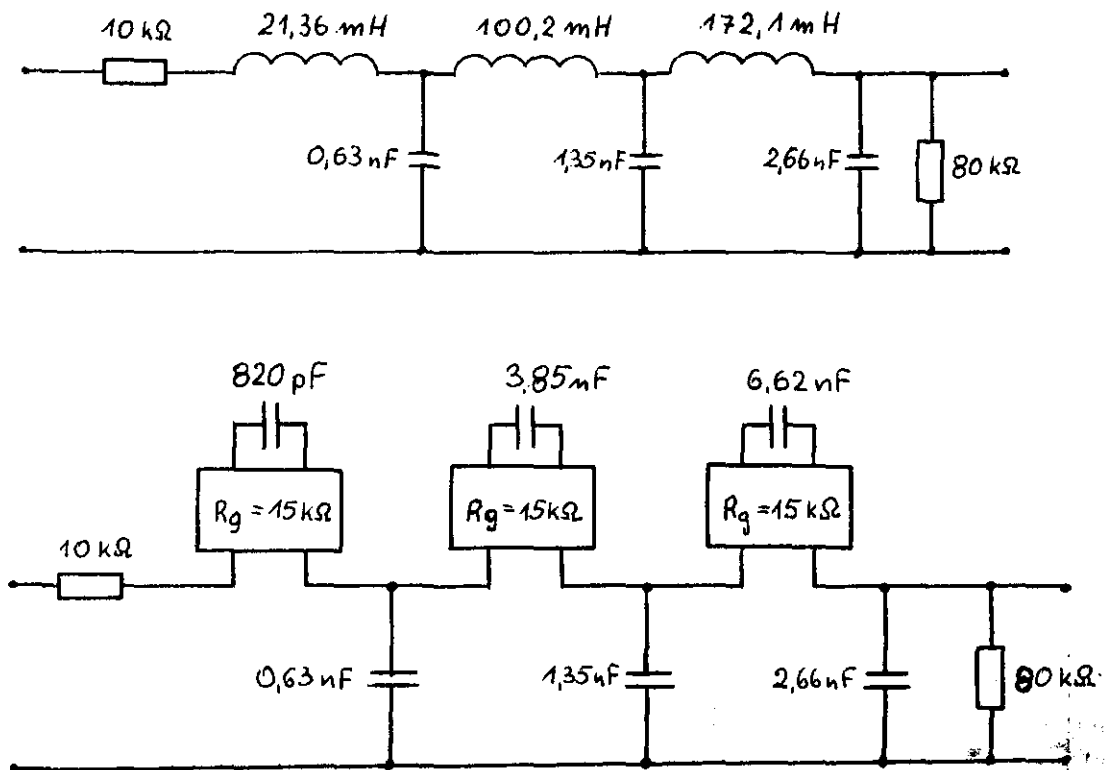 10 kΩ 21,36 mH 100,2 mH 172,1 mH
0,63 nF 1,35 nF 2,66 nF 80 kΩ
820 pF 3,85 nF 6,62 nF
Rg = 15 kΩ Rg = 15 kΩ Rg = 15 kΩ
10 kΩ
0,63 nF 1,35 nF 2,66 nF 80 kΩ